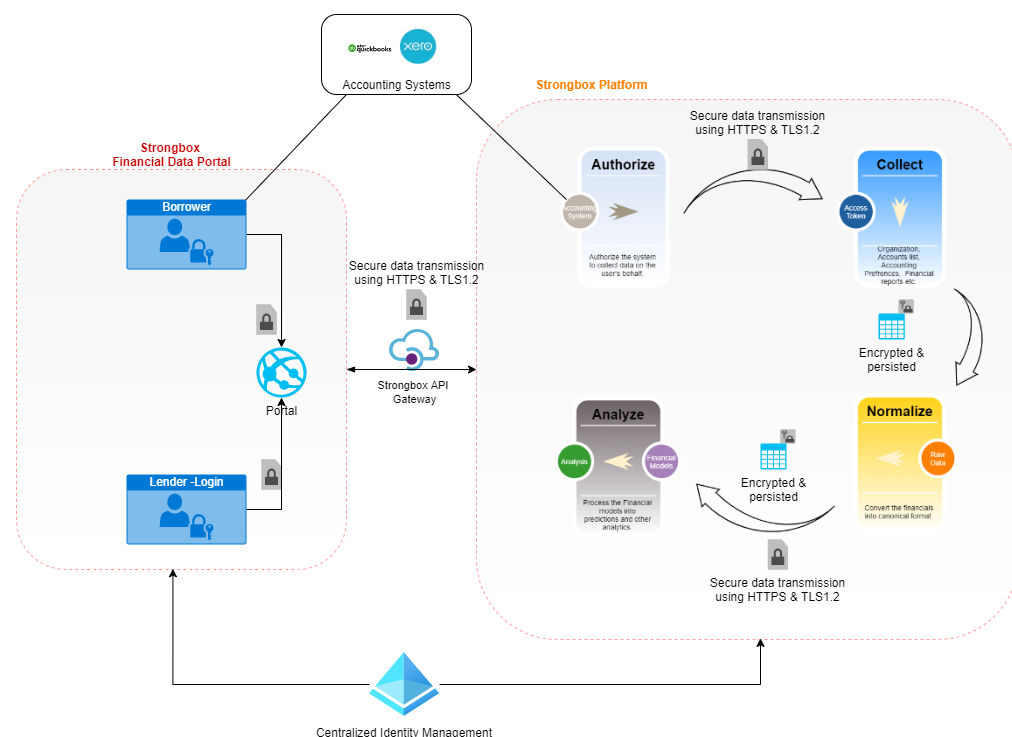 quickbooks
xero
Accounting Systems
Strongbox Platform
Strongbox
Financial Data Portal
Borrower
Secure data transmission
using HTTPS & TLS1.2
Strongbox API
Gateway
Portal
Lender -Login
Secure data transmission
using HTTPS & TLS1.2
Authorize
Accounting
System
Authorize the system
to collect data on the
user's behalf.
Collect
Access
Token
Organization,
Accounts list,
Accounting
Prefrences, Financial
reports etc.
Encrypted &
persisted
Normalize
Raw
Data
Convert the financials
into canonical format
Encrypted &
persisted
Analyze
Analysis
Financial
Models
Process the Financial
models into
predictions and other
analytics.
Secure data transmission
using HTTPS & TLS1.2
Centralized Identity Management